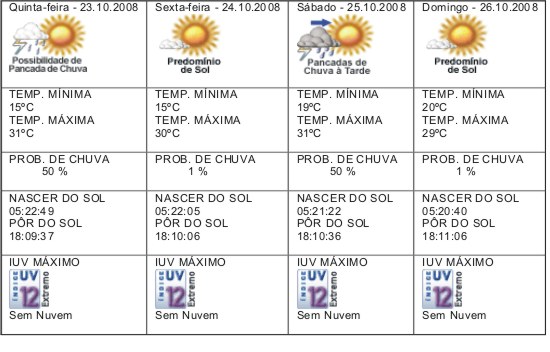 Quinta-feira - 23.10.2008
Possibilidade de
Pancada de Chuva
TEMP. MÍNIMA
15ºC
TEMP. MÁXIMA
31ºC
PROB. DE CHUVA
50 %
NASCER DO SOL
05:22:49
PÔR DO SOL
18:09:37
IUV MÁXIMO
ÍNDICE
UV
12
Extremo
Sem Nuvem
Sexta-feira - 24.10.2008
Predomínio
de Sol
TEMP. MÍNIMA
15ºC
TEMP. MÁXIMA
30ºC
PROB. DE CHUVA
1 %
NASCER DO SOL
05:22:05
PÔR DO SOL
18:10:06
IUV MÁXIMO
ÍNDICE
UV
12
Extremo
Sem Nuvem
Sábado - 25.10.2008
Pancadas de
Chuva à Tarde
TEMP. MÍNIMA
19ºC
TEMP. MÁXIMA
31ºC
PROB. DE CHUVA
50 %
NASCER DO SOL
05:21:22
PÔR DO SOL
18:10:36
IUV MÁXIMO
ÍNDICE
UV
12
Extremo
Sem Nuvem
Domingo - 26.10.2008
Predomínio
de Sol
TEMP. MÍNIMA
20ºC
TEMP. MÁXIMA
29ºC
PROB. DE CHUVA
1 %
NASCER DO SOL
05:20:40
PÔR DO SOL
18:11:06
IUV MÁXIMO
ÍNDICE
UV
12
Extremo
Sem Nuvem